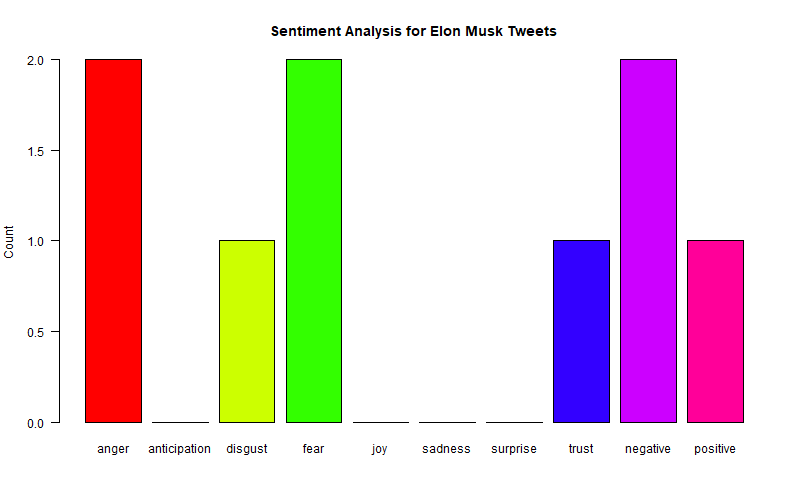 Sentiment Analysis for Elon Musk Tweets
Count
2.0
1.5
1.0
0.5
0.0
anger anticipation disgust fear joy sadness surprise trust negative positive